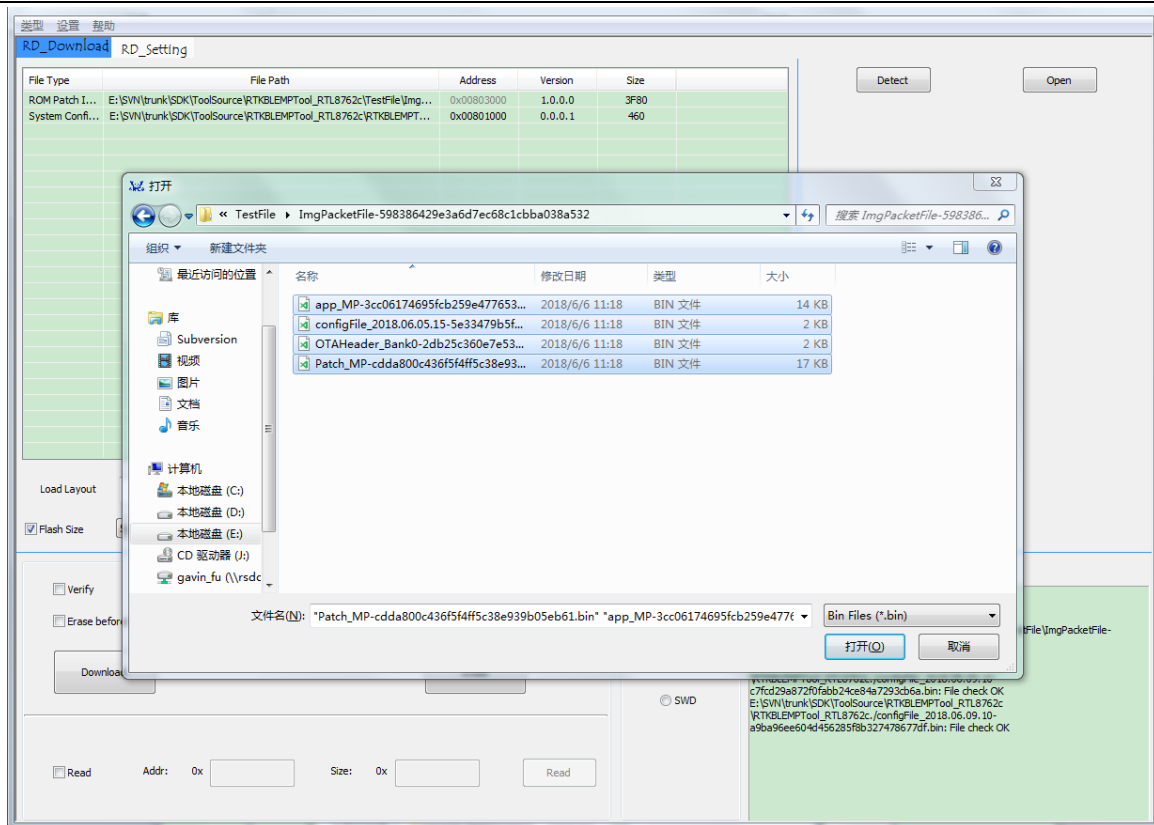 类型 设置 帮助
RD_Download RD_Setting
File Type File Path Address Version Size
Detect Open
ROM Patch I... E:\SVN\trunk\SDK\ToolSource\RTKBLEMPTool_RTL8762c\TestFile\Img... 0x00803000 1.0.0.0 3F80
System Confi... E:\SVN\trunk\SDK\ToolSource\RTKBLEMPTool_RTL8762c\RTKBLEMPT... 0x00801000 0.0.0.1 460
打开
« TestFile ▸ ImgPacketFile-598386429e3a6d7ec68c1cbba038a532
搜索 ImgPacketFile-598386...
组织 新建文件夹
最近访问的位置
库
Subversion
视频
图片
文档
音乐
计算机
本地磁盘 (C:)
本地磁盘 (D:)
本地磁盘 (E:)
CD 驱动器 (J:)
gavin_fu (\\rsdc
名称 修改日期 类型 大小
app_MP-3cc06174695fcb259e477653... 2018/6/6 11:18 BIN 文件 14 KB
configFile_2018.06.05.15-5e33479b5f... 2018/6/6 11:18 BIN 文件 2 KB
OTAHeader_Bank0-2db25c360e7e53... 2018/6/6 11:18 BIN 文件 2 KB
Patch_MP-cdda800c436f5f4ff5c38e93... 2018/6/6 11:18 BIN 文件 17 KB
文件名(N): "Patch_MP-cdda800c436f5f4ff5c38e939b05eb61.bin" "app_MP-3cc06174695fcb259e4776 Bin Files (*.bin)
打开(O) 取消
Load Layout
Flash Size
Verify
Erase before
Download
SWD
tFile\ImgPacketFile-
c7fcd29a872f0fabb24ce84a7293cb6a.bin: File check OK
E:\SVN\trunk\SDK\ToolSource\RTKBLEMPTool_RTL8762c
\RTKBLEMPTool_RTL8762c./configFile_2018.06.09.10-
a9ba96ee604d456285f8b327478677df.bin: File check OK
Read Addr: 0x Size: 0x Read